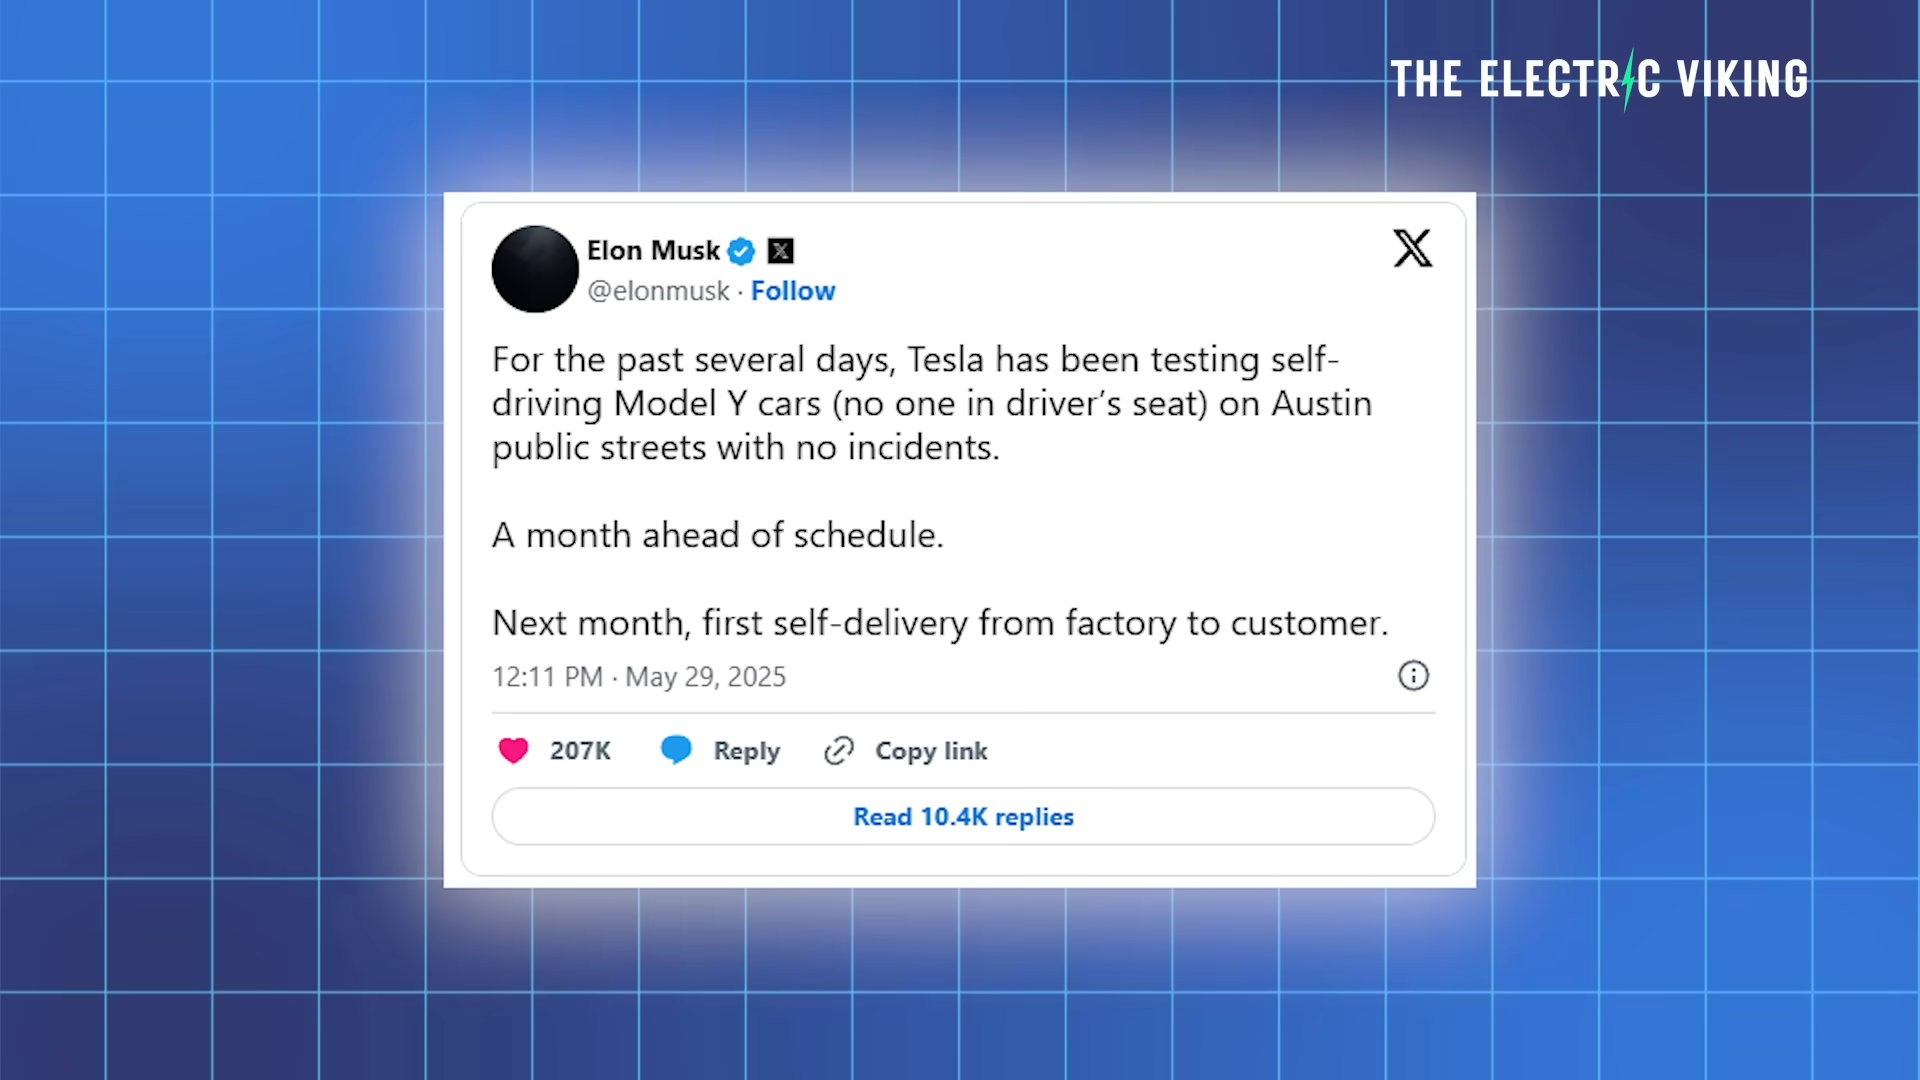 THE ELECTRIC VIKING
Elon Musk
@elonmusk · Follow
For the past several days, Tesla has been testing self-
driving Model Y cars (no one in driver’s seat) on Austin
public streets with no incidents.
A month ahead of schedule.
Next month, first self-delivery from factory to customer.
12:11 PM · May 29, 2025
207K Reply Copy link
Read 10.4K replies